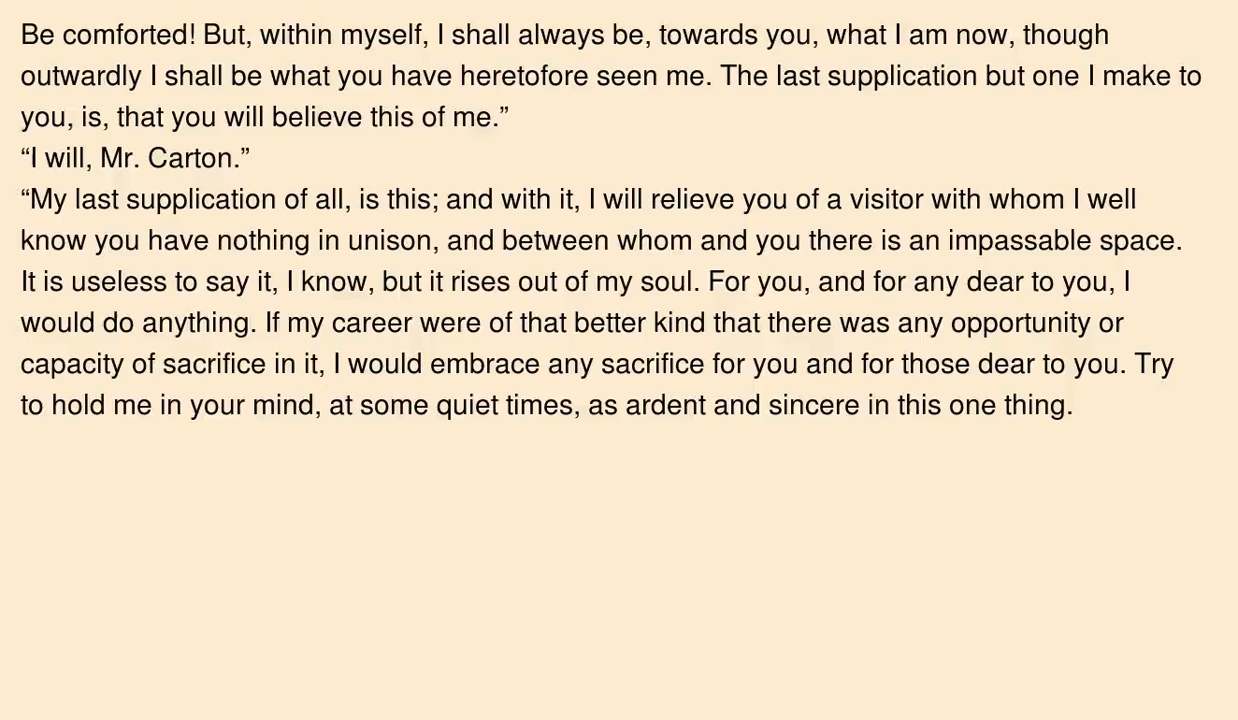 Be comforted! But, within myself, I shall always be, towards you, what I am now, though
outwardly I shall be what you have heretofore seen me. The last supplication but one I make to
you, is, that you will believe this of me.”
“I will, Mr. Carton.”
“My last supplication of all, is this; and with it, I will relieve you of a visitor with whom I well
know you have nothing in unison, and between whom and you there is an impassable space.
It is useless to say it, I know, but it rises out of my soul. For you, and for any dear to you, I
would do anything. If my career were of that better kind that there was any opportunity or
capacity of sacrifice in it, I would embrace any sacrifice for you and for those dear to you. Try
to hold me in your mind, at some quiet times, as ardent and sincere in this one thing.